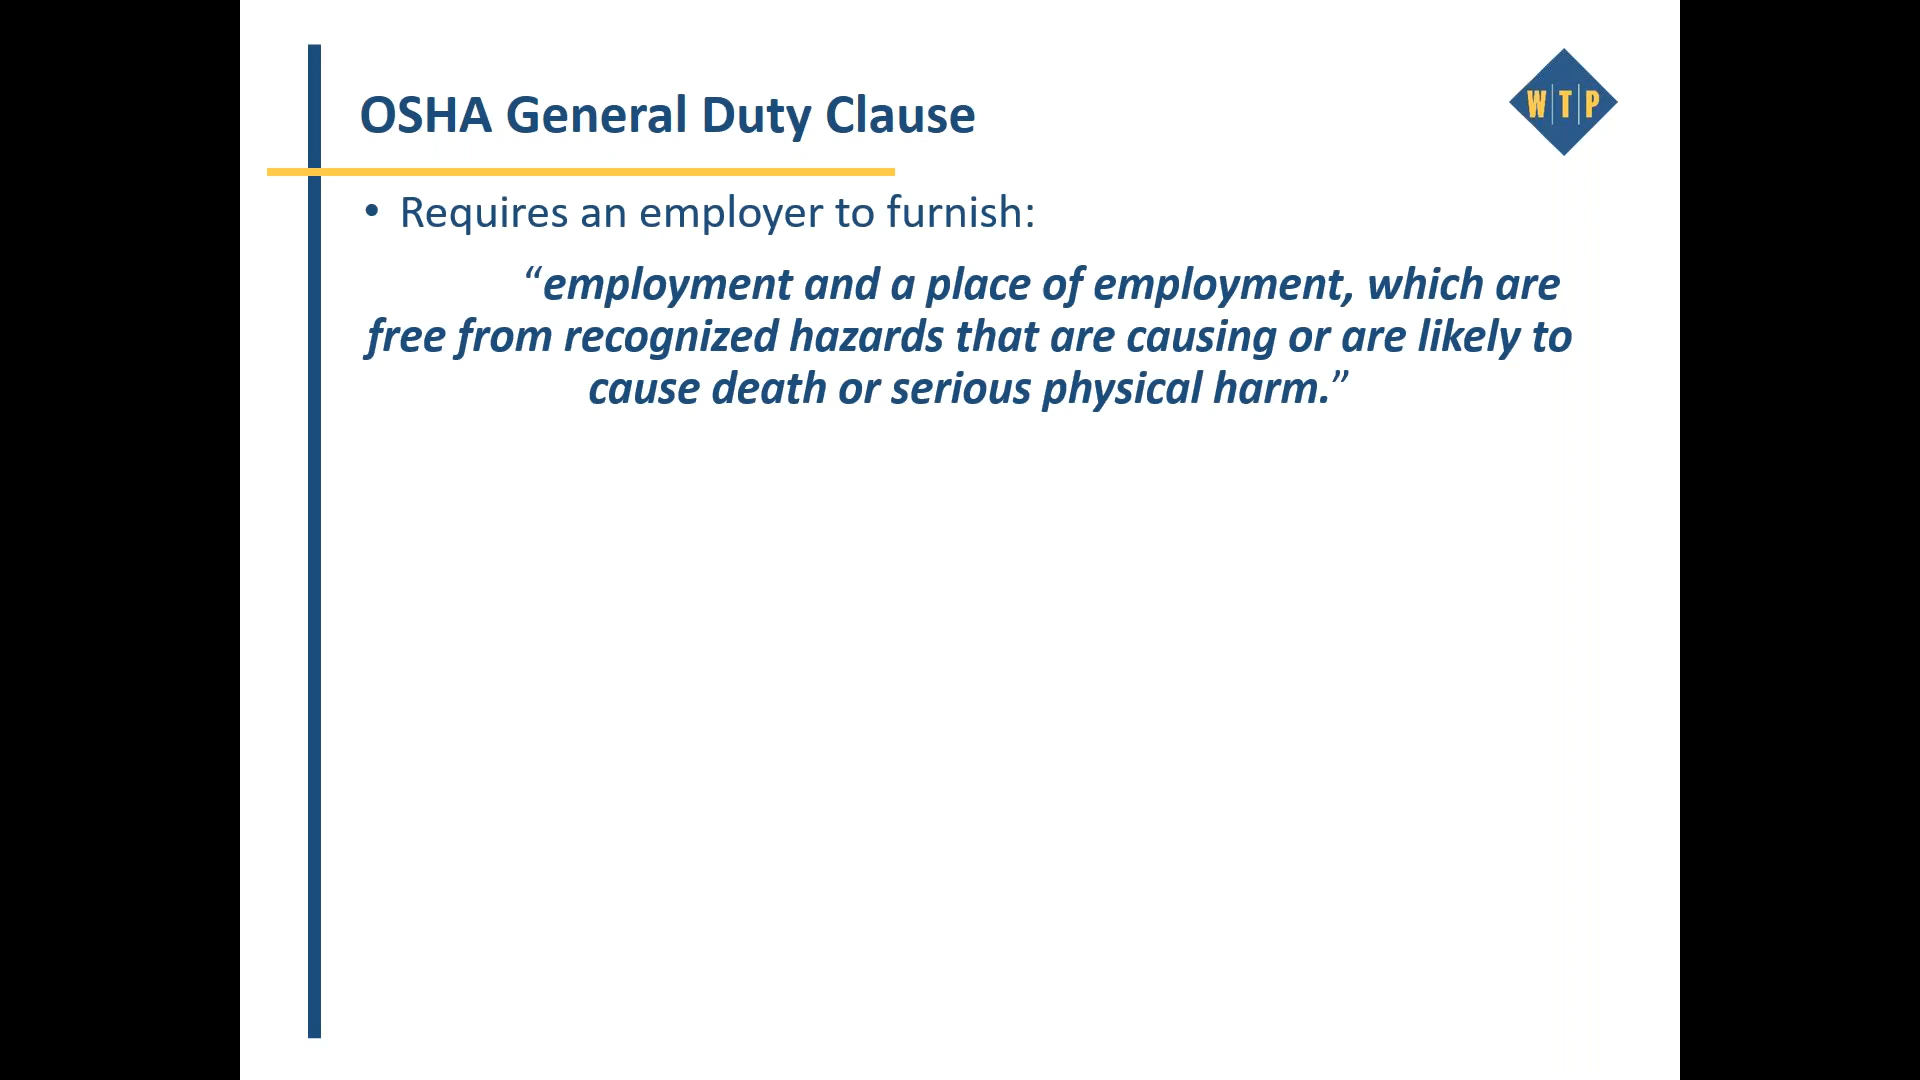 OSHA General Duty Clause
W|T|P
• Requires an employer to furnish:
“employment and a place of employment, which are
free from recognized hazards that are causing or are likely to
cause death or serious physical harm.”